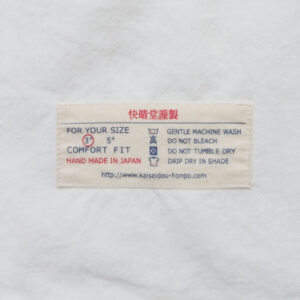 快晴堂謹製
FOR YOUR SIZE
3⁺ 5⁺
COMFORT FIT
HAND MADE IN JAPAN
GENTLE MACHINE WASH
DO NOT BLEACH
DO NOT TUMBLE DRY
DRIP DRY IN SHADE
http://www.kaiseidou-honpo.com